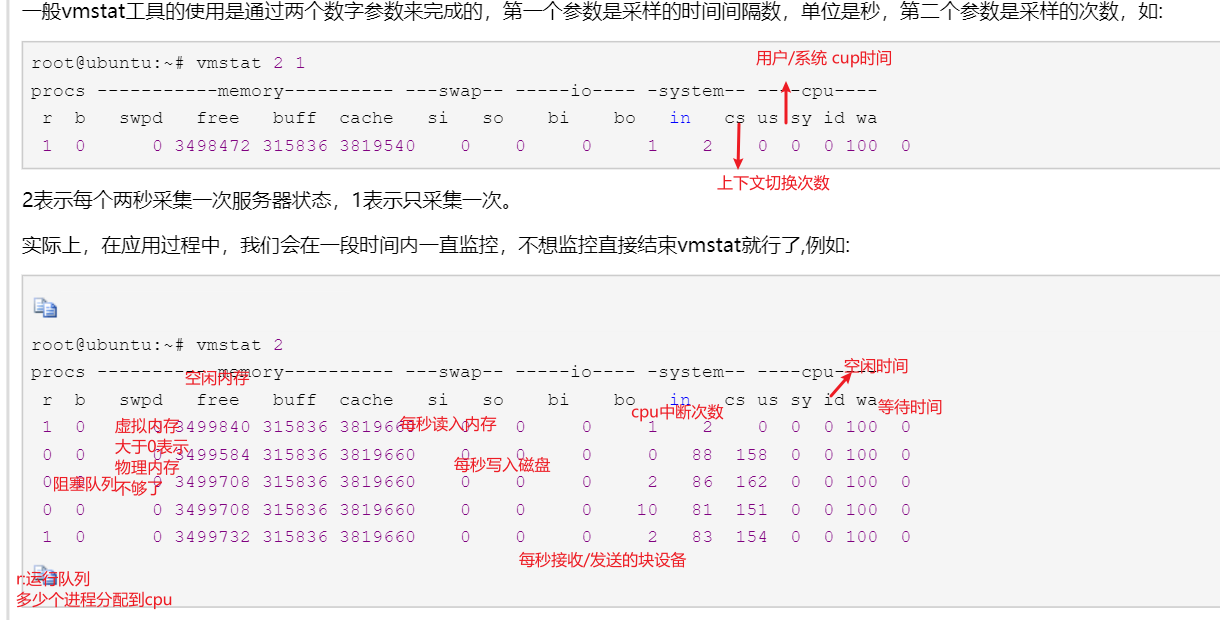 一般vmstat工具的使用是通过两个数字参数来完成的，第一个参数是采样的时间间隔数，单位是秒，第二个参数是采样的次数，如:
用户/系统 cup时间
root@ubuntu:~# vmstat 2 1
procs -----------memory---------- ---swap-- -----io---- -system-- ----cpu----
r b swpd free buff cache si so bi bo in cs us sy id wa
1 0 0 3498472 315836 3819540 0 0 0 1 2 0 0 0 100 0
上下文切换次数
2表示每个两秒采集一次服务器状态，1表示只采集一次。
实际上，在应用过程中，我们会在一段时间内一直监控，不想监控直接结束vmstat就行了,例如:
root@ubuntu:~# vmstat 2
procs -----------memory---------- ---swap-- -----io---- -system-- ----cpu----
空闲内存
空闲时间
r b swpd free buff cache si so bi bo in cs us sy id wa
等待时间
cpu中断次数
1 0 0 3499840 315836 3819660 0 0 0 1 2 0 0 0 100 0
虚拟内存
每秒读入内存
大于0表示
0 0 0 3499584 315836 3819660 0 0 0 0 88 158 0 0 100 0
物理内存
每秒写入磁盘
0 0 0 3499708 315836 3819660 0 0 0 2 86 162 0 0 100 0
阻塞队列
不够了
0 0 0 3499708 315836 3819660 0 0 0 10 81 151 0 0 100 0
1 0 0 3499732 315836 3819660 0 0 0 2 83 154 0 0 100 0
每秒接收/发送的块设备
r:运行队列
多少个进程分配到cpu